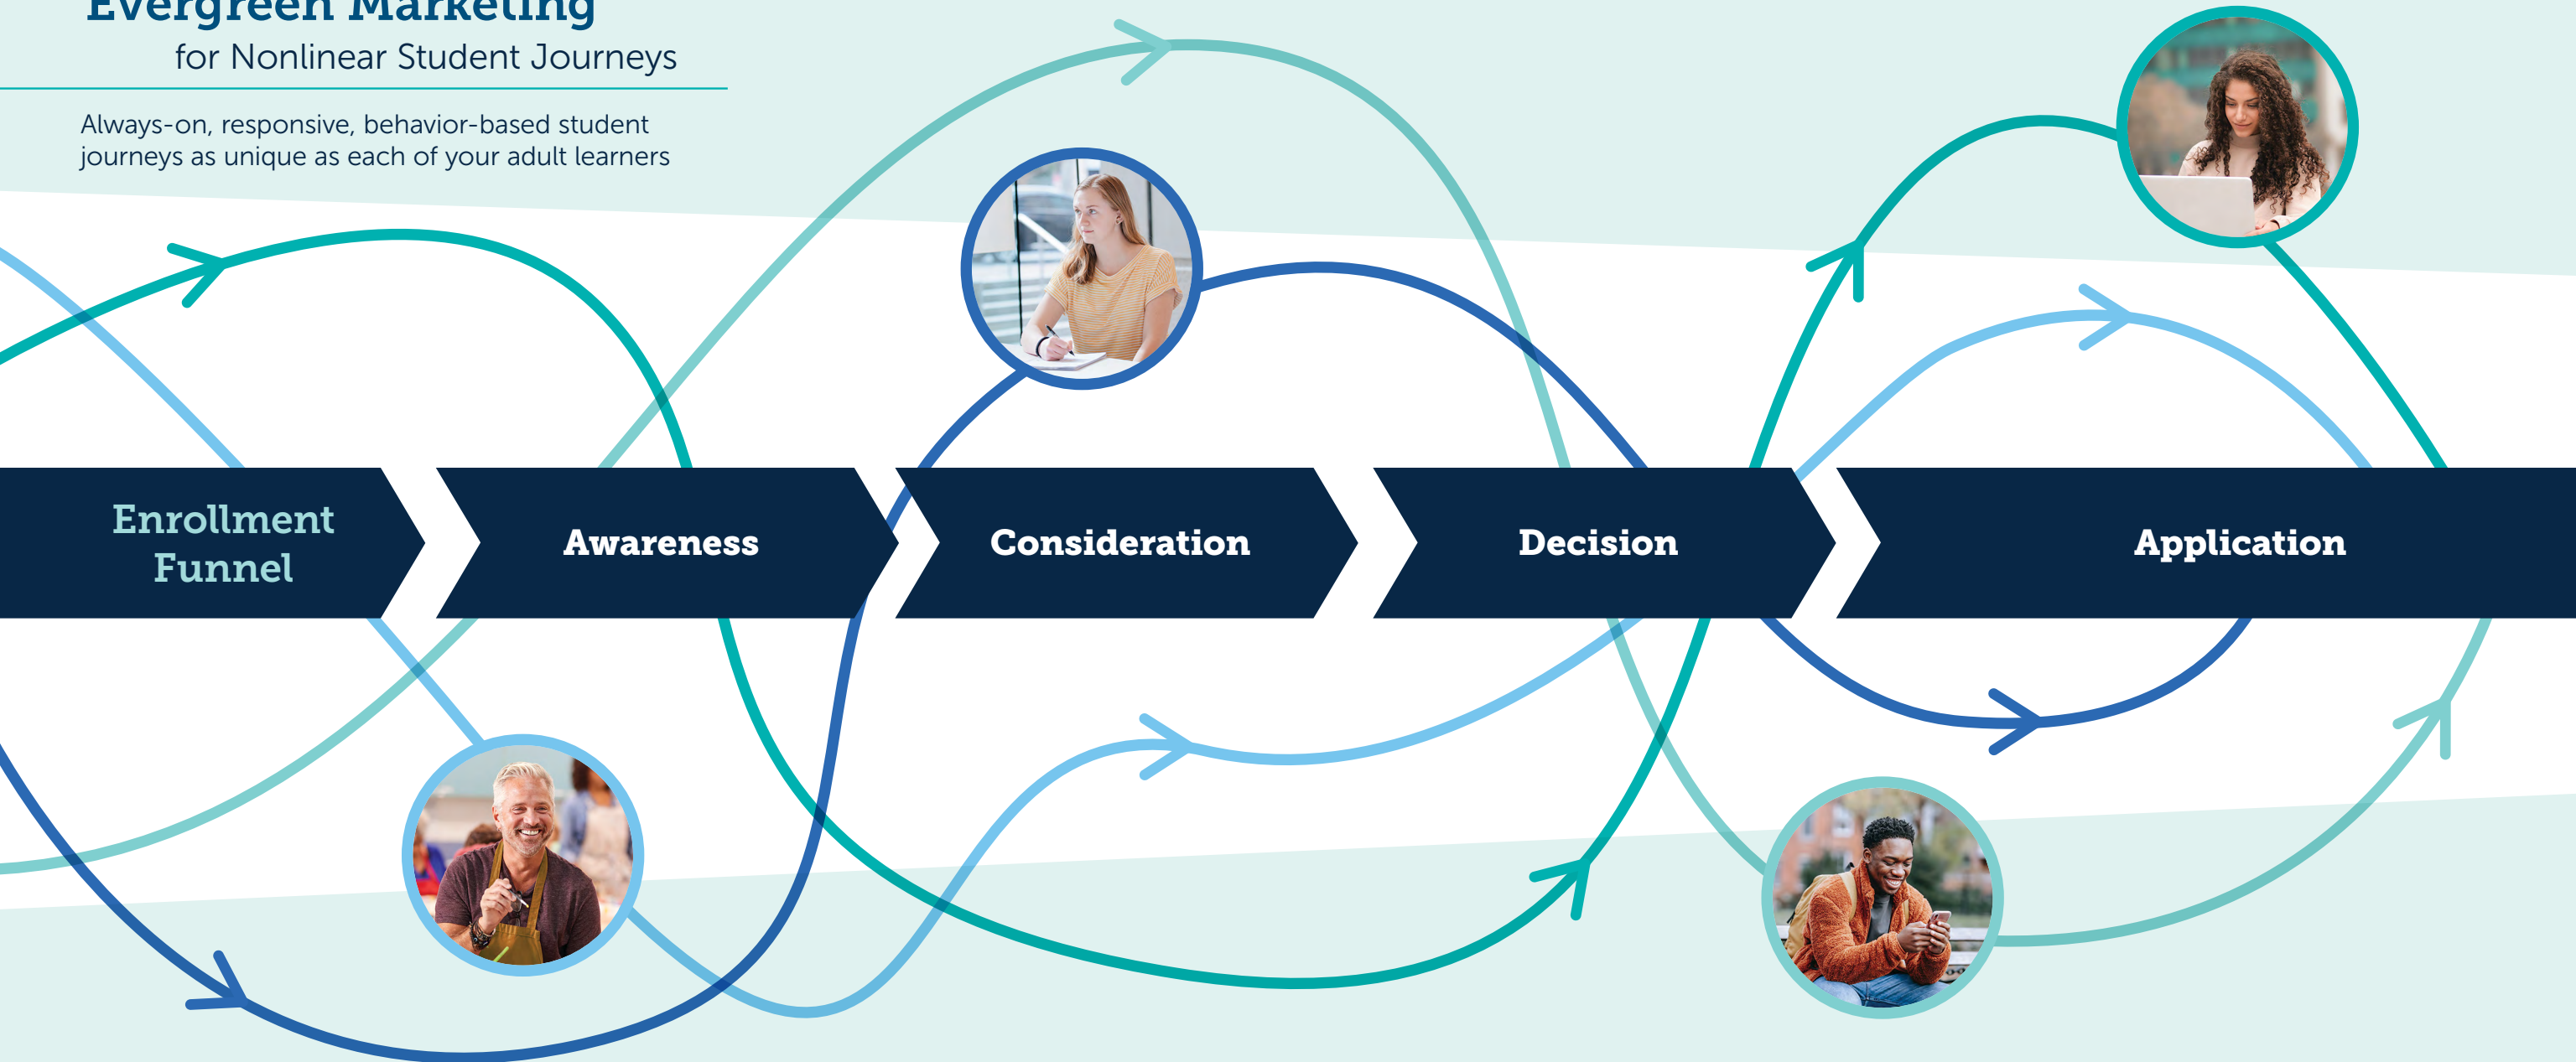 Evergreen Marketing
for Nonlinear Student Journeys
Always-on, responsive, behavior-based student
journeys as unique as each of your adult learners
Enrollment
Funnel
Awareness
Consideration
Decision
Application